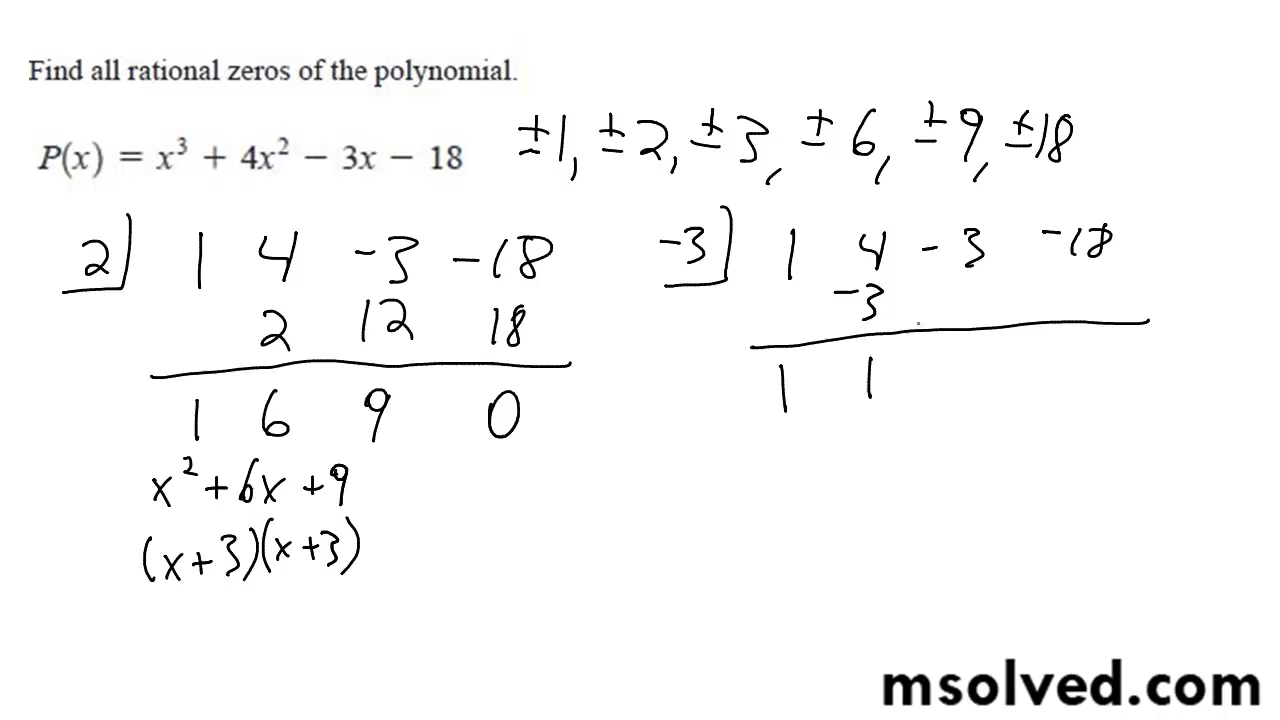 Find all rational zeros of the polynomial.
P(x) = x³ + 4x² − 3x − 18
±1, ±2, ±3, ±6, ±9, ±18
2 | 1 4 -3 -18
2 12 18
1 6 9 0
x² + 6x + 9
(x+3)(x+3)
-3 | 1 4 -3 -18
-3
1 1
msolved.com